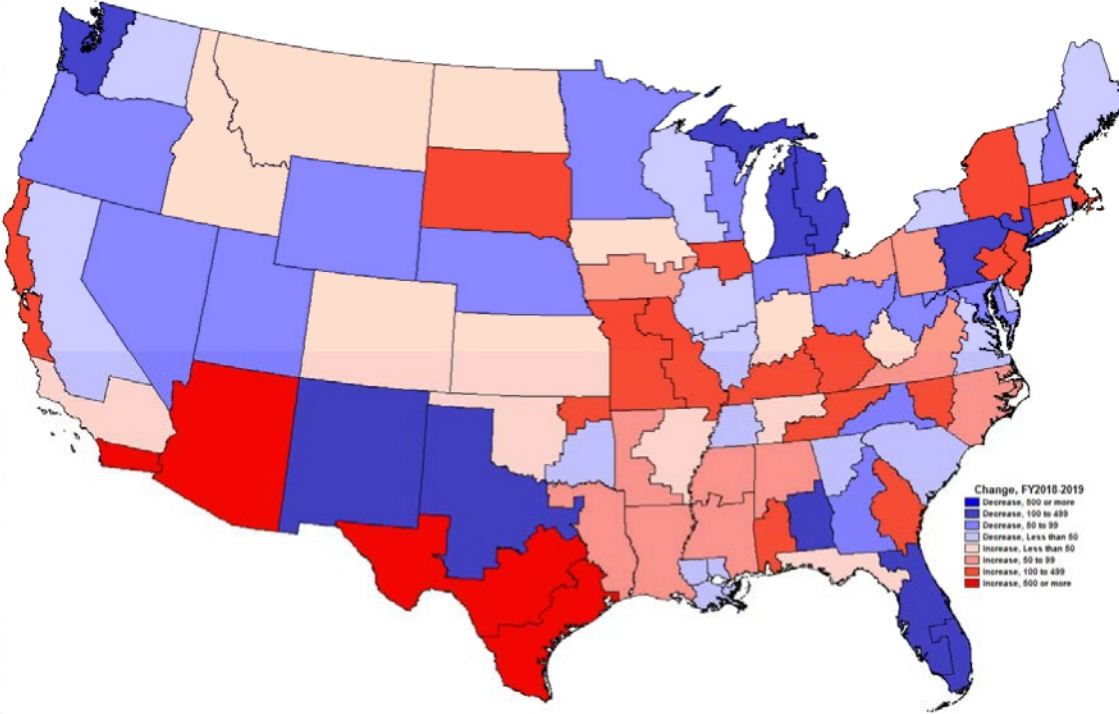 Change, FY2018-2019
Decrease, 500 or more
Decrease, 100 to 499
Decrease, 50 to 99
Decrease, Less than 50
Increase, Less than 50
Increase, 50 to 99
Increase, 100 to 499
Increase, 500 or more